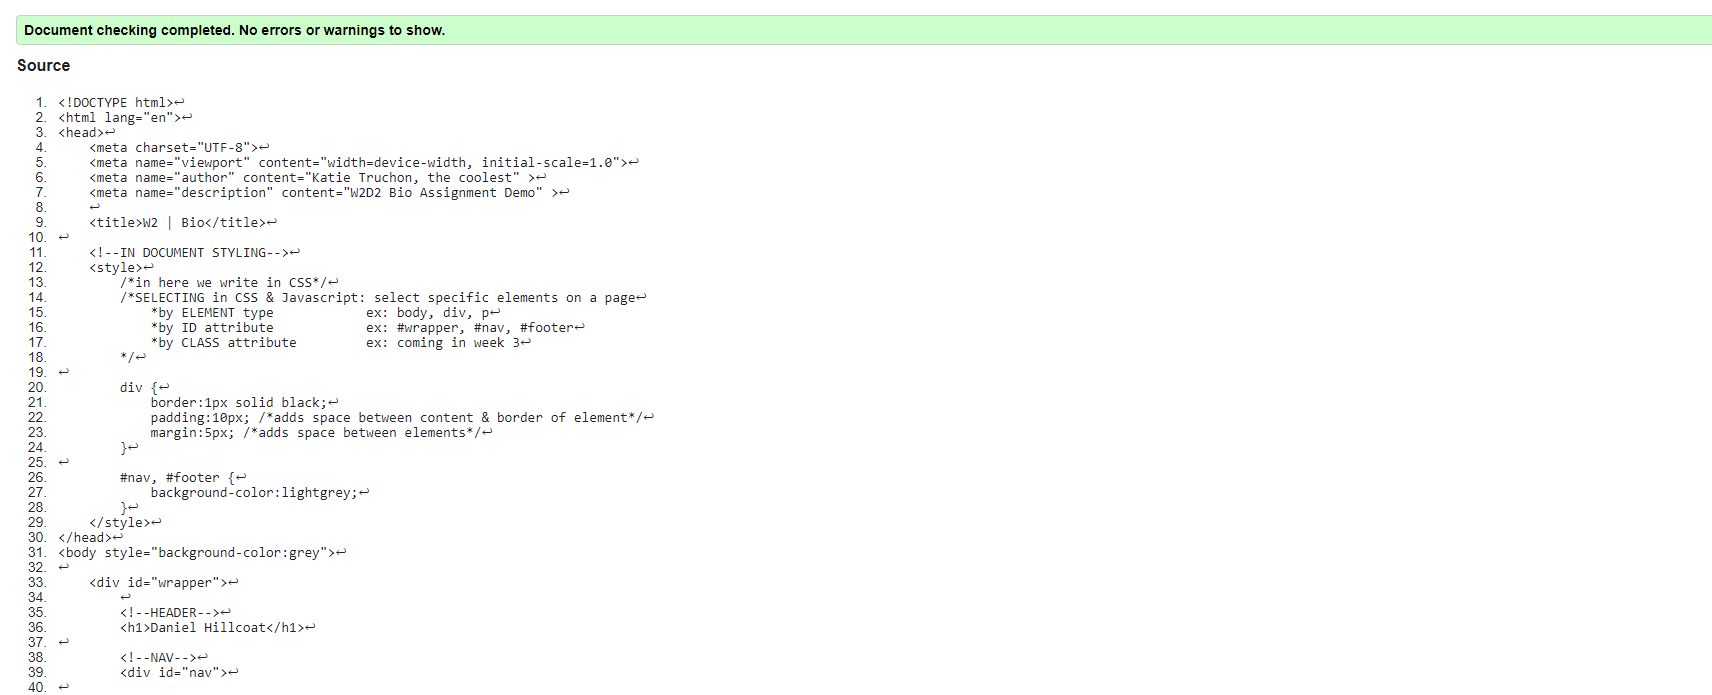 Document checking completed. No errors or warnings to show.
Source
1. <!DOCTYPE html>↩
2. <html lang="en">↩
3. <head>↩
4.     <meta charset="UTF-8">↩
5.     <meta name="viewport" content="width=device-width, initial-scale=1.0">↩
6.     <meta name="author" content="Katie Truchon, the coolest" >↩
7.     <meta name="description" content="W2D2 Bio Assignment Demo" >↩
8.     ↩
9.     <title>W2 | Bio</title>↩
10. ↩
11.     <!--IN DOCUMENT STYLING-->↩
12.     <style>↩
13.         /*in here we write in CSS*/↩
14.         /*SELECTING in CSS & Javascript: select specific elements on a page↩
15.             *by ELEMENT type            ex: body, div, p↩
16.             *by ID attribute            ex: #wrapper, #nav, #footer↩
17.             *by CLASS attribute         ex: coming in week 3↩
18.         */↩
19. ↩
20.         div {↩
21.             border:1px solid black;↩
22.             padding:10px; /*adds space between content & border of element*/↩
23.             margin:5px; /*adds space between elements*/↩
24.         }↩
25. ↩
26.         #nav, #footer {↩
27.             background-color:lightgrey;↩
28.         }↩
29.     </style>↩
30. </head>↩
31. <body style="background-color:grey">↩
32. ↩
33.     <div id="wrapper">↩
34.         ↩
35.         <!--HEADER-->↩
36.         <h1>Daniel Hillcoat</h1>↩
37. ↩
38.         <!--NAV-->↩
39.         <div id="nav">↩
40. ↩